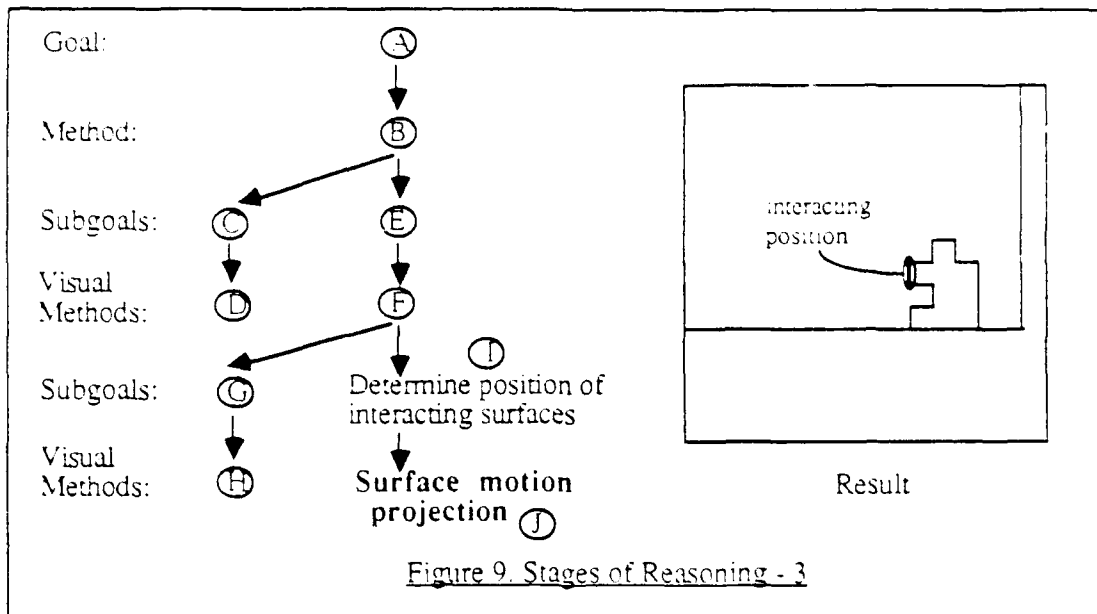 Goal: A
Method: B
Subgoals: C E
Visual
Methods: D F
I
Subgoals: G Determine position of
interacting surfaces
Visual
Methods: H Surface motion
projection J
interacting
position
Result
Figure 9. Stages of Reasoning - 3